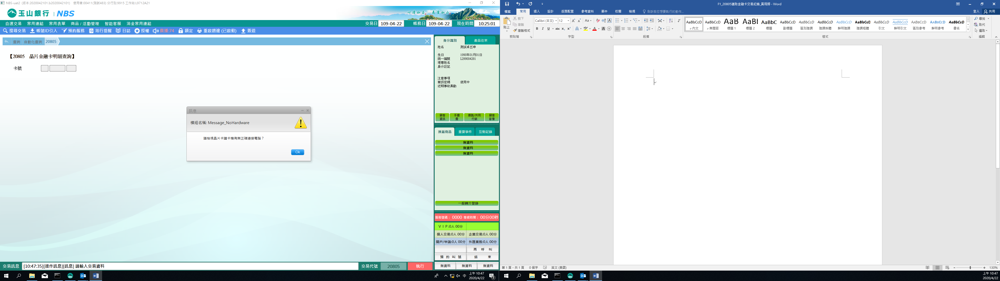 NBS-uat2 (版本:2020042101.b2020042101) 使用者:00411(測試483) 分行別:9915 工作站:L9712A21
玉山銀行 | NBS
心清如玉, 義重如山
自選交易 常用連結 常用表單 商品 / 活動管理 智能客服 消金常用連結
交易日 109-04-22 帳務日 109-04-22 現在時間 10:25:01
搜尋交易 帳號ID引入 預約服務 蒞行提醒 日誌 授權 廣播:74 鎖定 重啟週邊 (已啟動) 簽退
查詢 自動化查詢 20805
【20805 晶片金融卡明細查詢】
卡號
訊息
模組名稱: Message_NoHardware
請檢視晶片卡讀卡機有無正確連接電腦？
Ok
身分識別 產品往來
姓名 測試卓五申
生日 1990年01月01日
統一編號 L299004281
理專姓名
身分註記
注意事項
簡訊密碼 使用中
近期事故異動
顧客資訊 手續費 通路/共同行銷 顧客影像
推薦商品 重要事件 互動記錄
無資料
無資料
無資料
一般轉介登錄
服務號碼： 0000 等候時間： 00分00秒
ＶＩＰ:0人 00分
個人交易:0人 00分 企業交易:0人 00分
開戶/申請:0人 00分 外匯業務:0人 00分
再 呼 叫
預 約 叫 號 結 束
交易訊息 [10:47:35][操作訊息][訊息] 請輸入交易資料 交易代號 20805 執行
無資料 無資料 無資料
中 上午 10:47
2020/4/22
3
F1_20805讀取金融卡交易紀錄_黃琬婷 - Word
檔案 常用 插入 設計 版面配置 參考資料 郵件 校閱 檢視 告訴我您想要執行的動作... 登入 共用
貼上 剪下 複製 複製格式
剪貼簿
Calibri (本文) 12
字型
段落
AaBbCcD 內文
AaBbCcD 無間距
AaB 標題 1
AaBl 標題 2
AaBbC 標題
AaBbCcD 副標題
AaBbCcD 區別強調
AaBbCcD 強調斜體
AaBbCcD 鮮明強調
AaBbCcD 強調粗體
AaBbCcD 引文
AaBbCcD 鮮明引文
AaBbCcD 區別參考
AaBbCcD 鮮明參考
AaBbCcD 書名
樣式
尋找
取代
選取
編輯
第 1 頁，共 1 頁 0 個字 英文 (美國) 130%
上午 10:47
2020/4/22